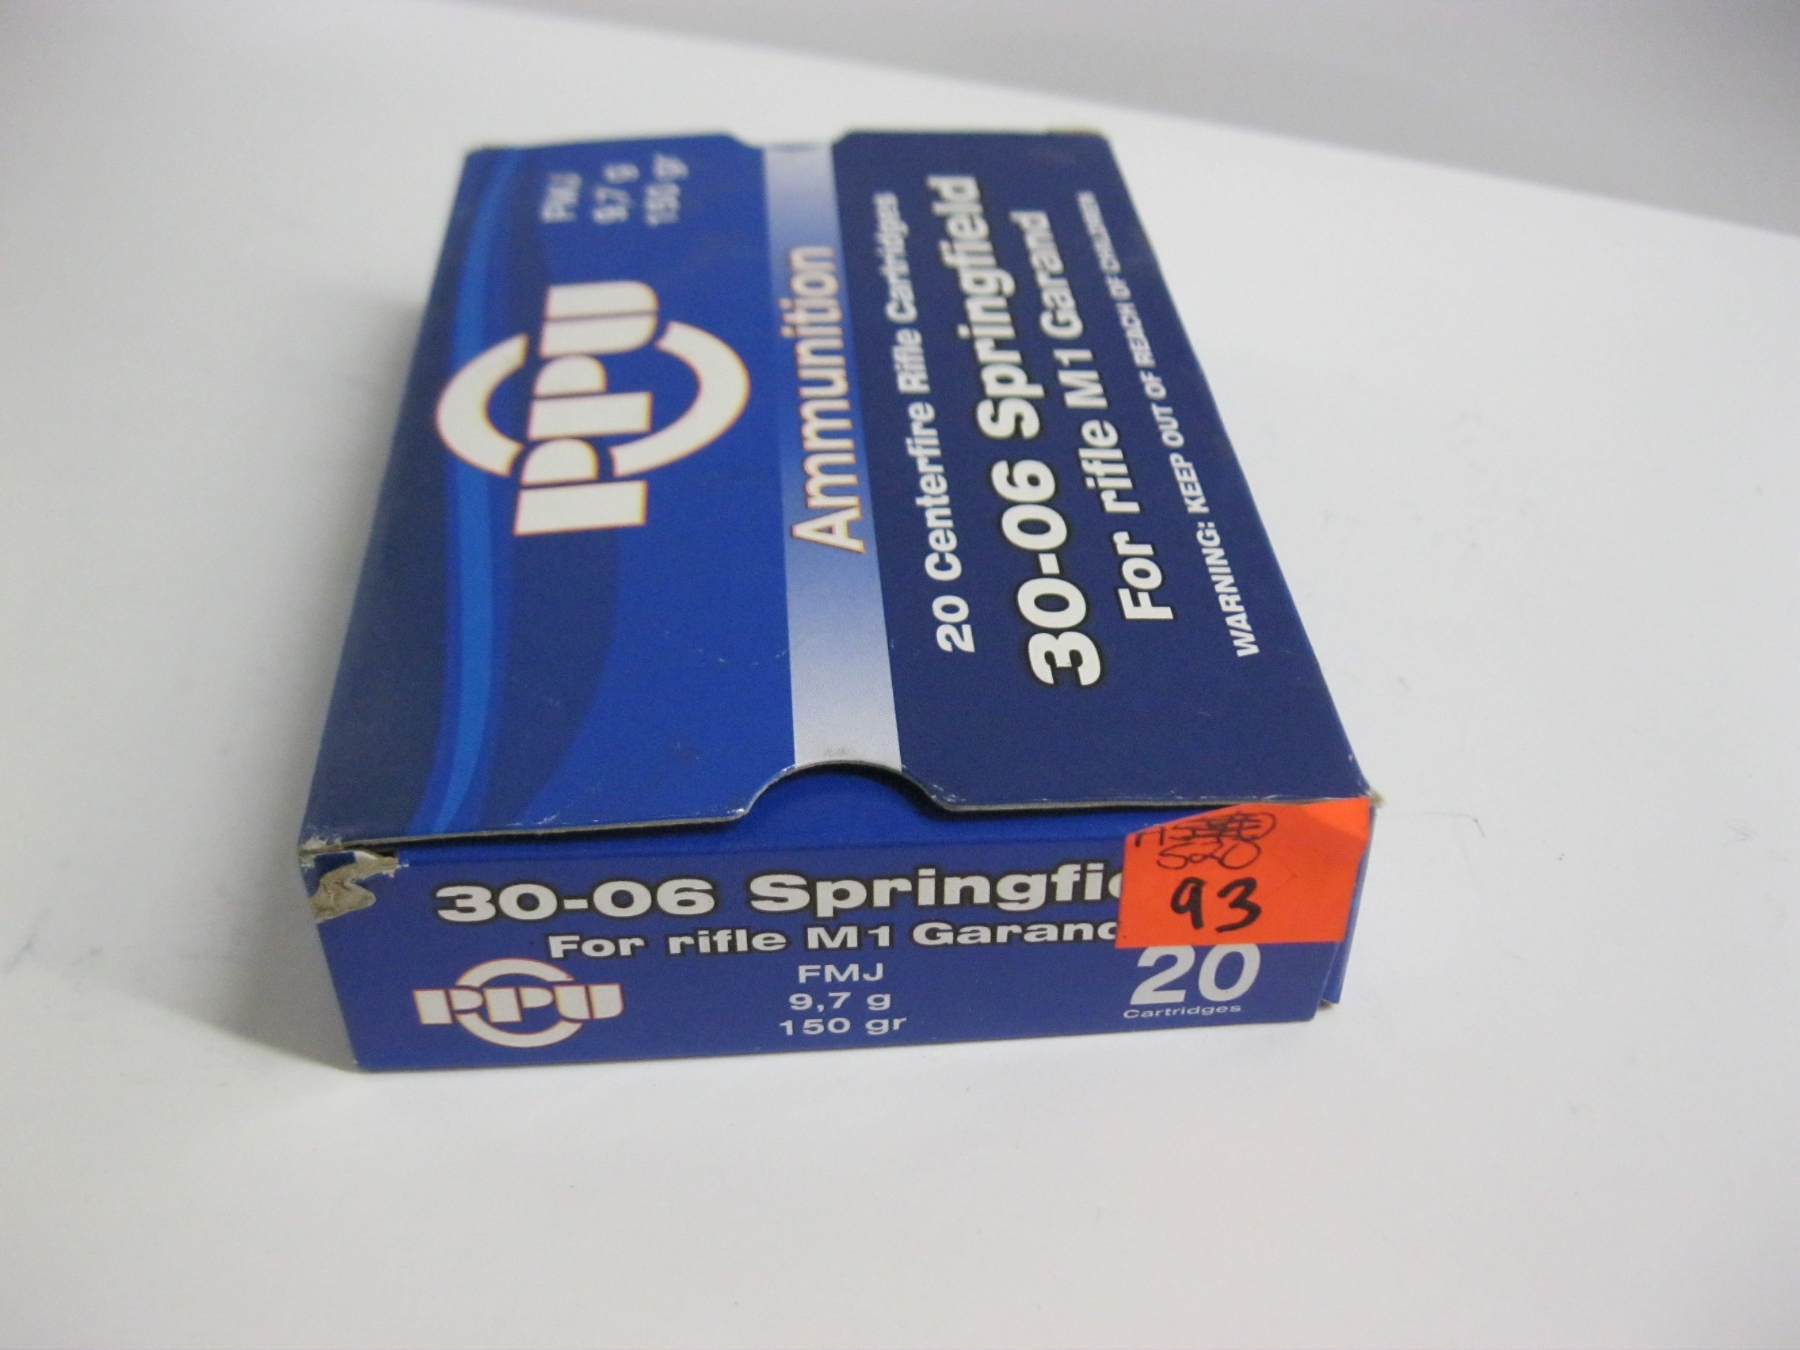 FMJ
9,7 g
150 gr
PPU
Ammunition
20 Centerfire Rifle Cartridges
30-06 Springfield
For rifle M1 Garand
WARNING: KEEP OUT OF REACH OF CHILDREN
30-06 Springfie
For rifle M1 Garand
PPU
FMJ
9,7 g
150 gr
93
20
Cartridges